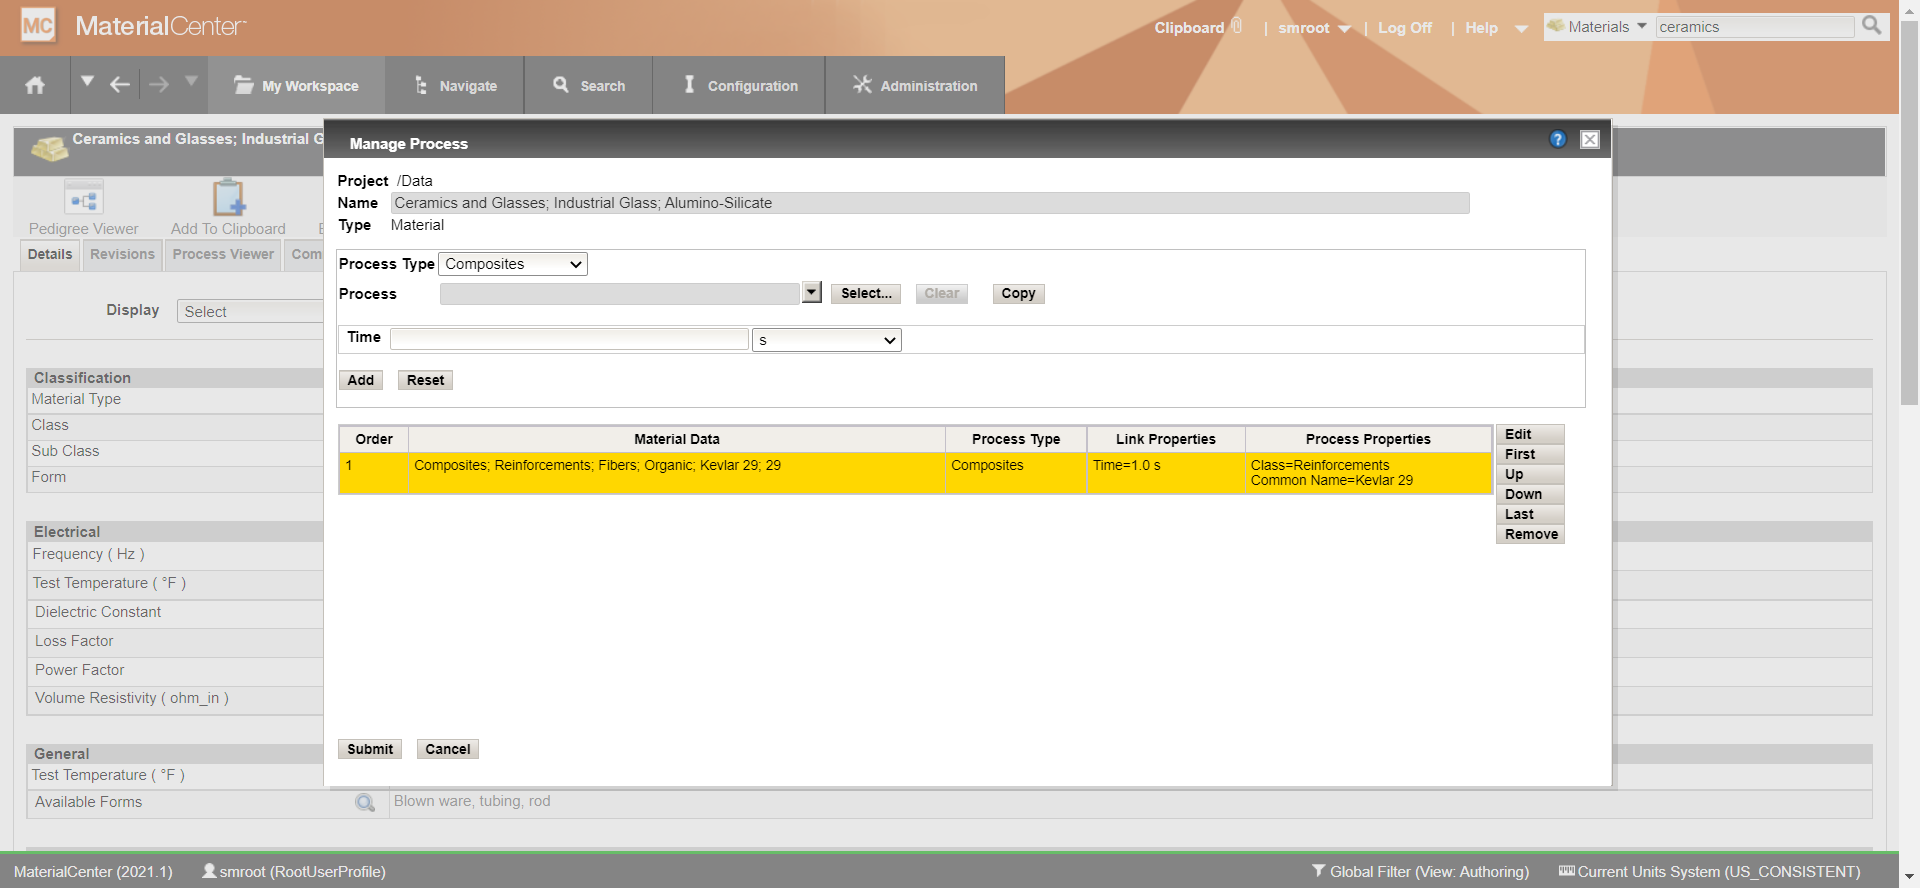 MC MaterialCenter
Clipboard | smroot | Log Off | Help
Materials ceramics
My Workspace Navigate Search Configuration Administration
Ceramics and Glasses; Industrial G
Pedigree Viewer Add To Clipboard
Details Revisions Process Viewer Com
Display Select
Classification
Material Type
Class
Sub Class
Form
Electrical
Frequency ( Hz )
Test Temperature ( °F )
Dielectric Constant
Loss Factor
Power Factor
Volume Resistivity ( ohm_in )
General
Test Temperature ( °F )
Available Forms Blown ware, tubing, rod
Manage Process ?
Project /Data
Name Ceramics and Glasses; Industrial Glass; Alumino-Silicate
Type Material
Process Type Composites
Process Select... Clear Copy
Time s
Add Reset
Order Material Data Process Type Link Properties Process Properties
1 Composites; Reinforcements; Fibers; Organic; Kevlar 29; 29 Composites Time=1.0 s Class=Reinforcements
Common Name=Kevlar 29
Edit
First
Up
Down
Last
Remove
Submit Cancel
MaterialCenter (2021.1) smroot (RootUserProfile) Global Filter (View: Authoring) Current Units System (US_CONSISTENT)